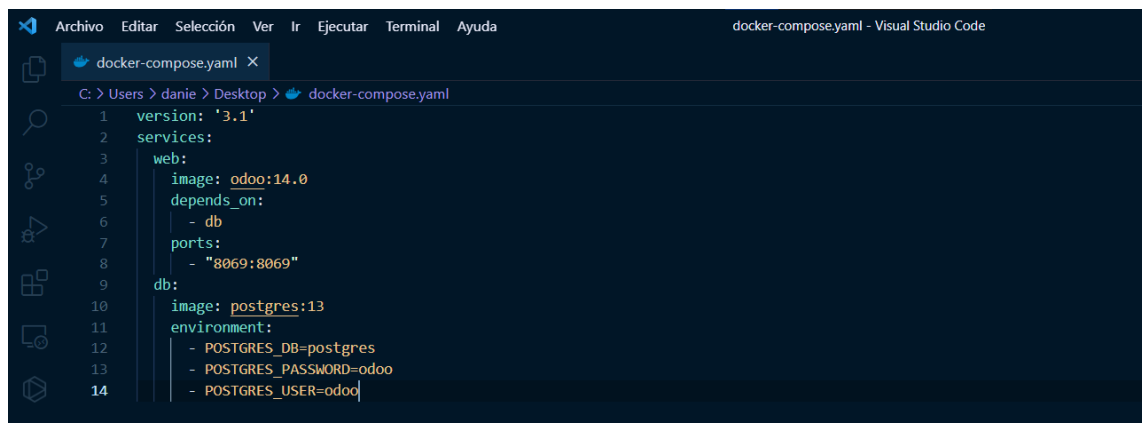 Archivo Editar Selección Ver Ir Ejecutar Terminal Ayuda docker-compose.yaml - Visual Studio Code
docker-compose.yaml ×
C: > Users > danie > Desktop > docker-compose.yaml
1 version: '3.1'
2 services:
3   web:
4     image: odoo:14.0
5     depends_on:
6       - db
7     ports:
8       - "8069:8069"
9   db:
10     image: postgres:13
11     environment:
12       - POSTGRES_DB=postgres
13       - POSTGRES_PASSWORD=odoo
14       - POSTGRES_USER=odoo